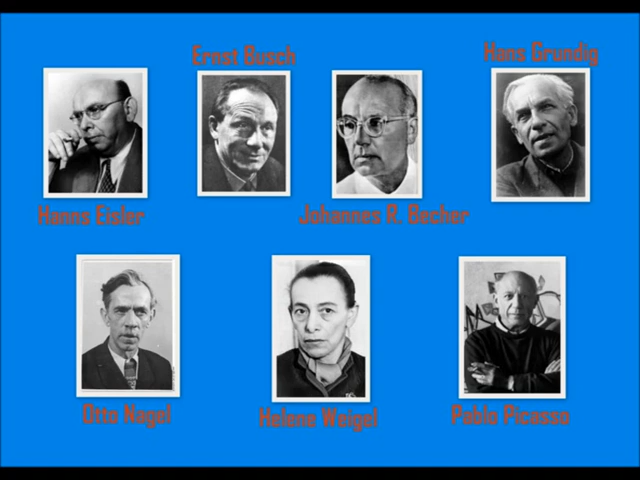 Ernst Busch
Hans Grundig
Hanns Eisler
Johannes R. Becher
Otto Nagel
Helene Weigel
Pablo Picasso